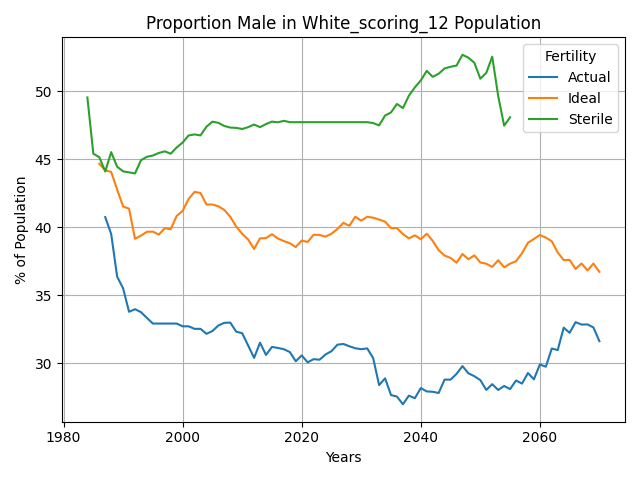 Proportion Male in White_scoring_12 Population
Fertility
Actual
Ideal
Sterile
% of Population
50
45
40
35
30
1980
2000
2020
2040
2060
Years